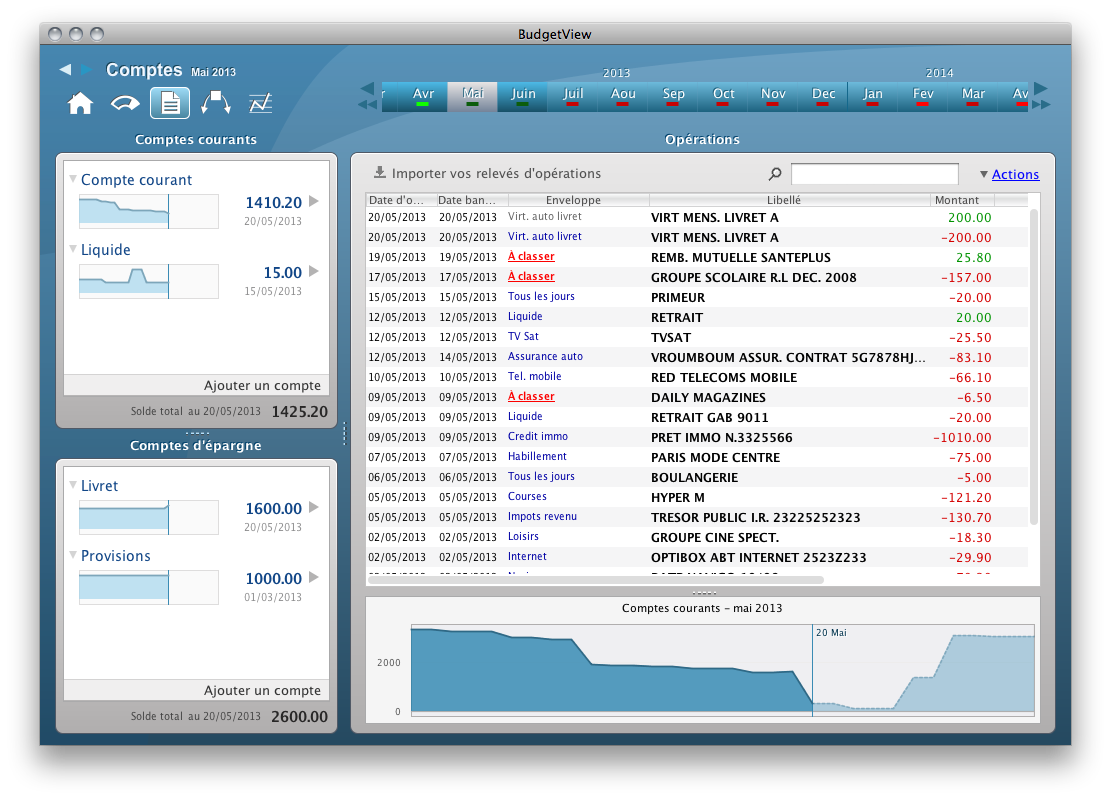 BudgetView
Comptes Mai 2013
2013 2014
r Avr Mai Juin Juil Aou Sep Oct Nov Dec Jan Fev Mar Av
Comptes courants
Compte courant
1410.20
20/05/2013
Liquide
15.00
15/05/2013
Ajouter un compte
Solde total au 20/05/2013 1425.20
Comptes d'épargne
Livret
1600.00
20/05/2013
Provisions
1000.00
01/03/2013
Ajouter un compte
Solde total au 20/05/2013 2600.00
Opérations
Importer vos relevés d'opérations Actions
Date d'o... Date ban... Enveloppe Libellé Montant
20/05/2013 20/05/2013 Virt. auto livret VIRT MENS. LIVRET A 200.00
20/05/2013 20/05/2013 Virt. auto livret VIRT MENS. LIVRET A -200.00
19/05/2013 19/05/2013 À classer REMB. MUTUELLE SANTEPLUS 25.80
17/05/2013 17/05/2013 À classer GROUPE SCOLAIRE R.L DEC. 2008 -157.00
15/05/2013 15/05/2013 Tous les jours PRIMEUR -20.00
12/05/2013 12/05/2013 Liquide RETRAIT 20.00
12/05/2013 12/05/2013 TV Sat TVSAT -25.50
12/05/2013 14/05/2013 Assurance auto VROUMBOUM ASSUR. CONTRAT 5G7878HJ... -83.10
10/05/2013 10/05/2013 Tel. mobile RED TELECOMS MOBILE -66.10
09/05/2013 09/05/2013 À classer DAILY MAGAZINES -6.50
09/05/2013 09/05/2013 Liquide RETRAIT GAB 9011 -20.00
09/05/2013 09/05/2013 Credit immo PRET IMMO N.3325566 -1010.00
07/05/2013 07/05/2013 Habillement PARIS MODE CENTRE -75.00
06/05/2013 06/05/2013 Tous les jours BOULANGERIE -5.00
05/05/2013 05/05/2013 Courses HYPER M -121.20
05/05/2013 05/05/2013 Impots revenu TRESOR PUBLIC I.R. 23225252323 -130.70
02/05/2013 02/05/2013 Loisirs GROUPE CINE SPECT. -18.30
02/05/2013 02/05/2013 Internet OPTIBOX ABT INTERNET 2523Z233 -29.90
Comptes courants - mai 2013
20 Mai
2000
0